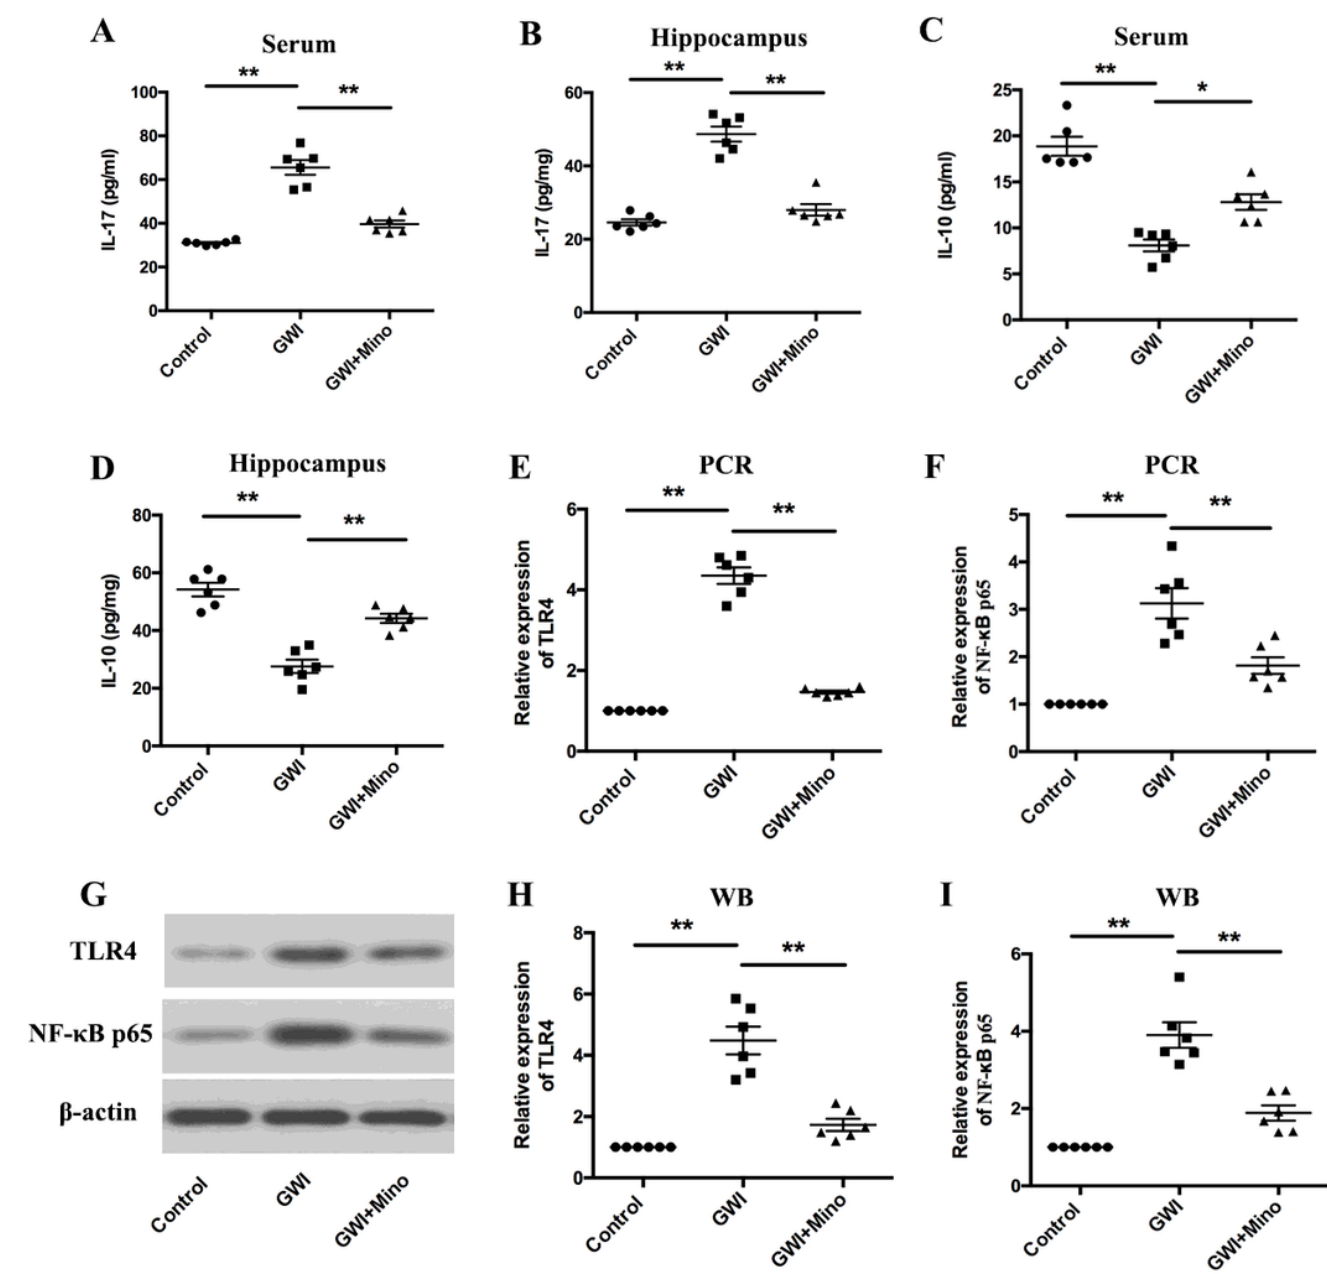 A
Serum
**
**
IL-17 (pg/ml)
100
80
60
40
20
0
Control
GWI
GWI+Mino
B
Hippocampus
**
**
IL-17 (pg/mg)
60
40
20
0
Control
GWI
GWI+Mino
C
Serum
**
*
IL-10 (pg/ml)
25
20
15
10
5
0
Control
GWI
GWI+Mino
D
Hippocampus
**
**
IL-10 (pg/mg)
80
60
40
20
0
Control
GWI
GWI+Mino
E
PCR
**
**
Relative expression
of TLR4
6
4
2
0
Control
GWI
GWI+Mino
F
PCR
**
**
Relative expression
of NF-κB p65
5
4
3
2
1
0
Control
GWI
GWI+Mino
G
TLR4
NF-κB p65
β-actin
Control
GWI
GWI+Mino
H
WB
**
**
Relative expression
of TLR4
8
6
4
2
0
Control
GWI
GWI+Mino
I
WB
**
**
Relative expression
of NF-κB p65
6
4
2
0
Control
GWI
GWI+Mino